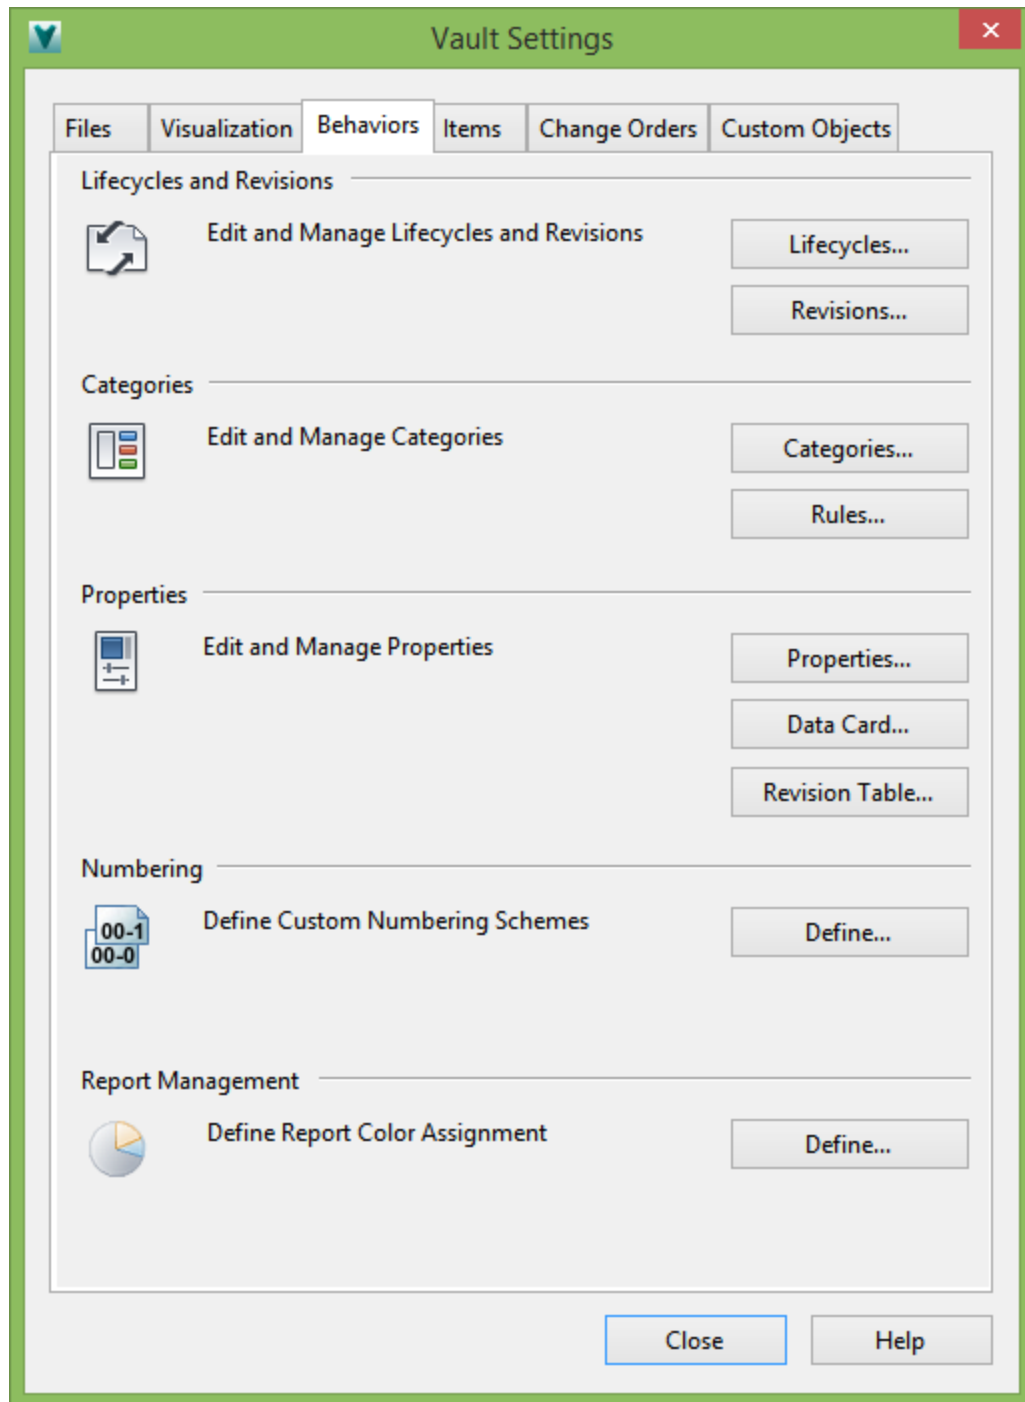 Vault Settings
Files Visualization Behaviors Items Change Orders Custom Objects
Lifecycles and Revisions
Edit and Manage Lifecycles and Revisions
Lifecycles...
Revisions...
Categories
Edit and Manage Categories
Categories...
Rules...
Properties
Edit and Manage Properties
Properties...
Data Card...
Revision Table...
Numbering
00-1
00-0
Define Custom Numbering Schemes
Define...
Report Management
Define Report Color Assignment
Define...
Close Help